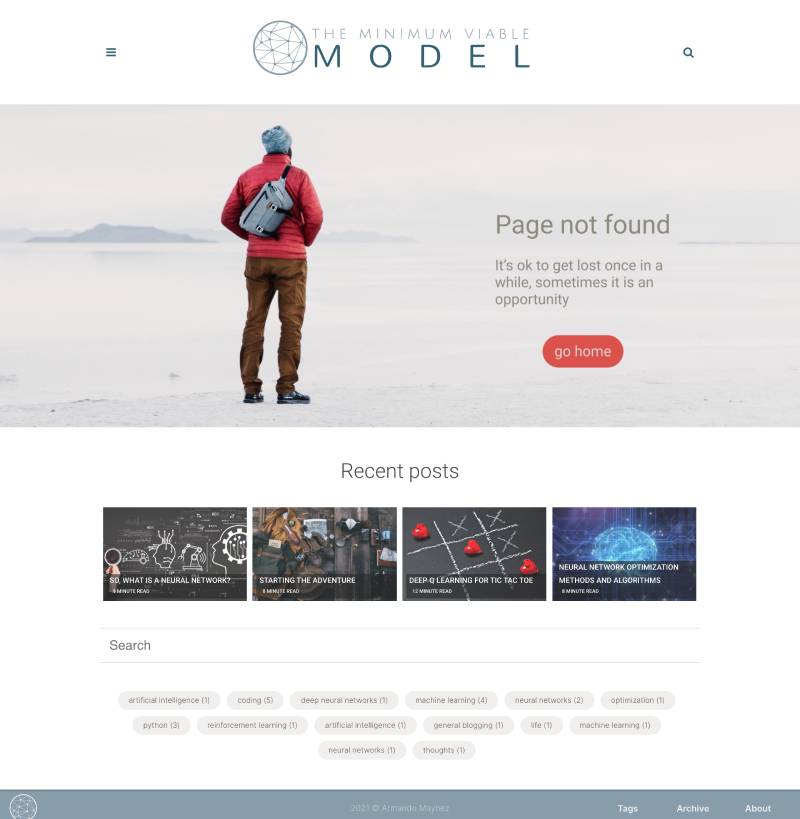 THE MINIMUM VIABLE
MODEL
Page not found
It's ok to get lost once in a
while, sometimes it is an
opportunity
go home
Recent posts
SO, WHAT IS A NEURAL NETWORK?
9 MINUTE READ
STARTING THE ADVENTURE
8 MINUTE READ
DEEP Q LEARNING FOR TIC TAC TOE
12 MINUTE READ
NEURAL NETWORK OPTIMIZATION
METHODS AND ALGORITHMS
8 MINUTE READ
Search
artificial intelligence (1) coding (5) deep neural networks (1) machine learning (4) neural networks (2) optimization (1)
python (3) reinforcement learning (1) artificial intelligence (1) general blogging (1) life (1) machine learning (1)
neural networks (1) thoughts (1)
2021 © Armando Maynez Tags Archive About